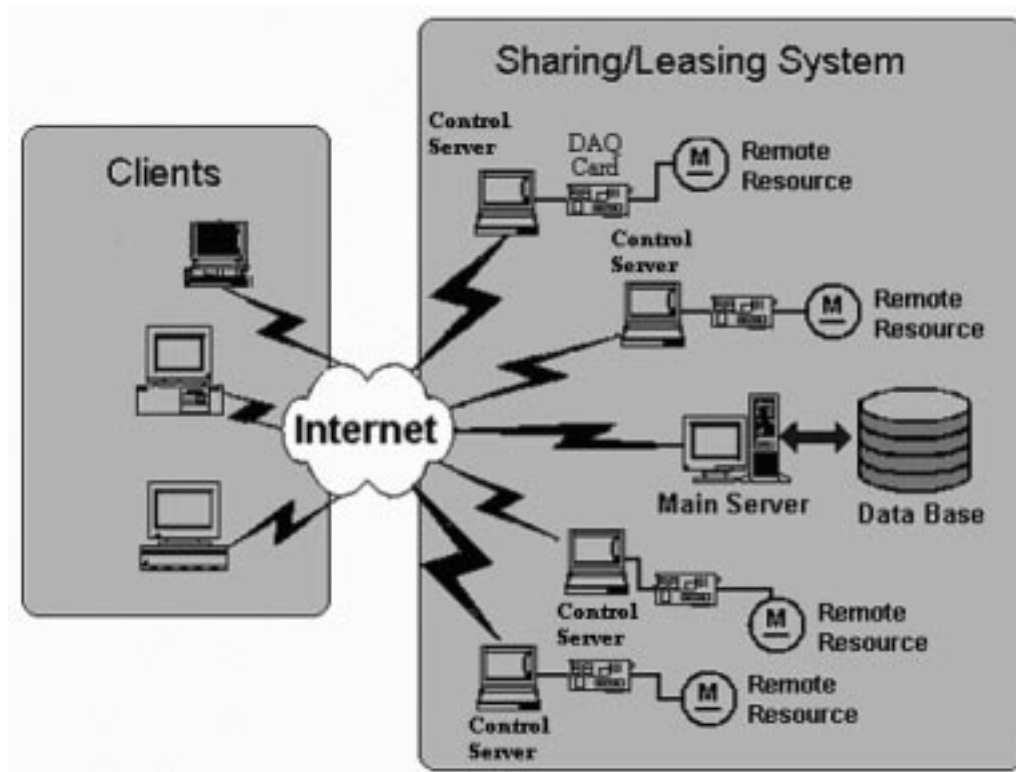 Sharing/Leasing System
Clients
Control
Server
DAQ
Card
M
Remote
Resource
Control
Server
M
Remote
Resource
Internet
Main Server
Data Base
Control
Server
M
Remote
Resource
Control
Server
M
Remote
Resource